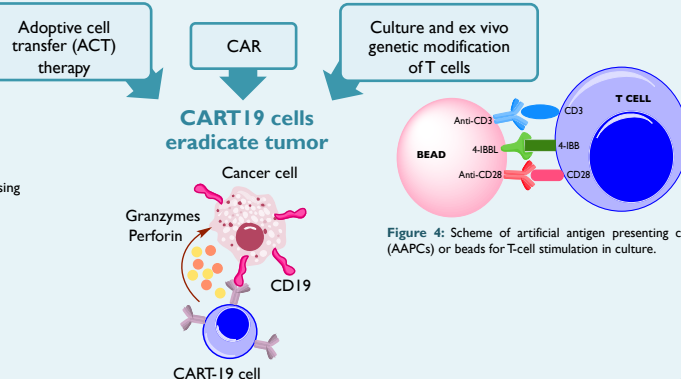 Adoptive cell
transfer (ACT)
therapy
CAR
Culture and ex vivo
genetic modification
of T cells
CART19 cells
eradicate tumor
Cancer cell
Granzymes
Perforin
CD19
CART-19 cell
sing
T CELL
BEAD
Anti-CD3
CD3
4-IBBL
4-IBB
Anti-CD28
CD28
Figure 4: Scheme of artificial antigen presenting c
(AAPCs) or beads for T-cell stimulation in culture.